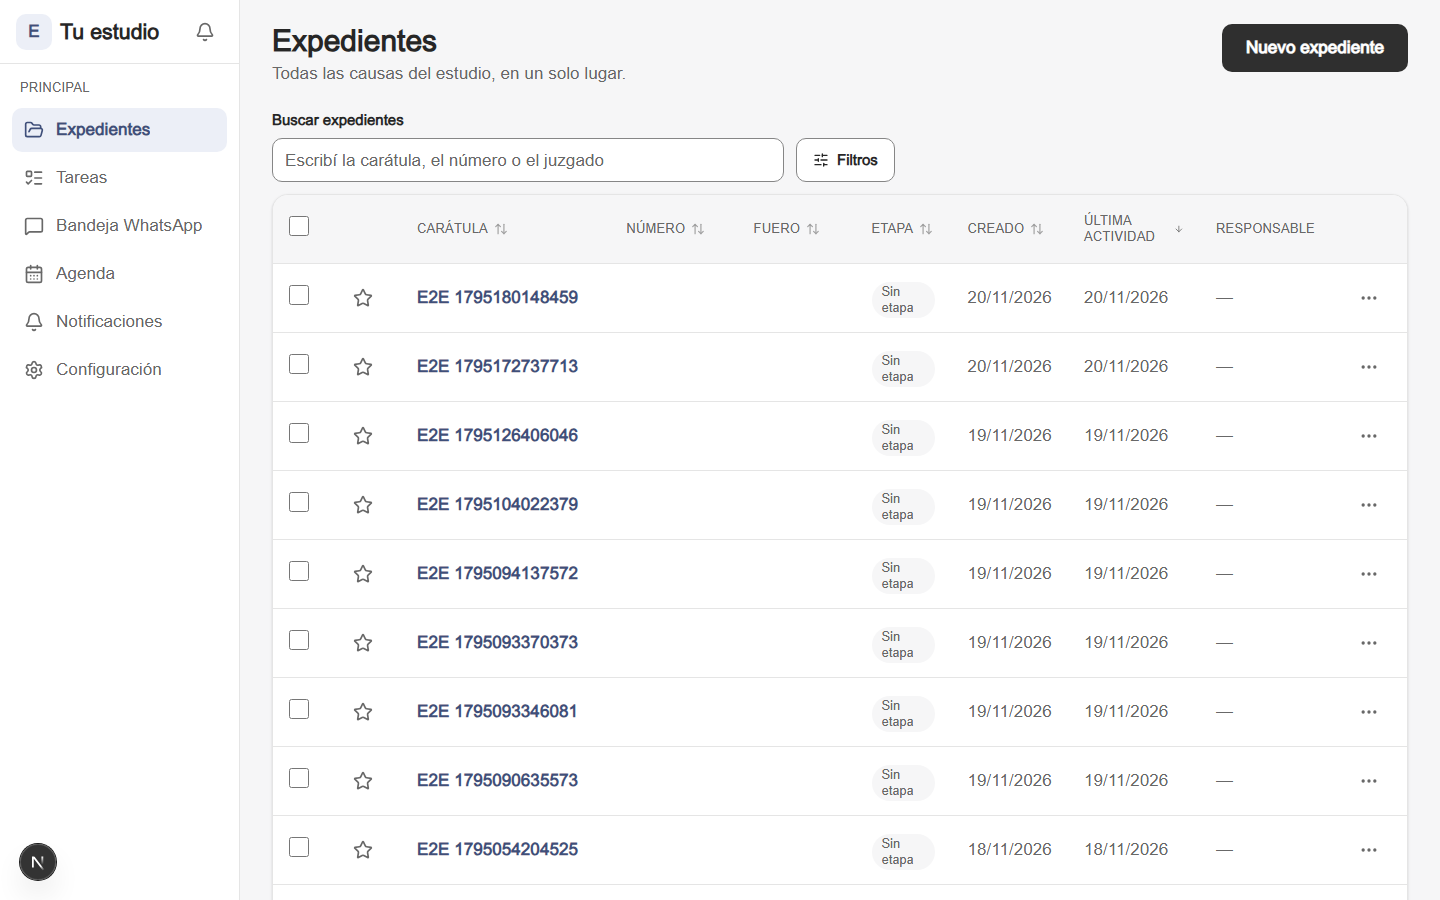 E Tu estudio
PRINCIPAL
Expedientes
Tareas
Bandeja WhatsApp
Agenda
Notificaciones
Configuración
N
Expedientes
Nuevo expediente
Todas las causas del estudio, en un solo lugar.
Buscar expedientes
Escribí la carátula, el número o el juzgado
Filtros
CARÁTULA NÚMERO FUERO ETAPA CREADO ÚLTIMA ACTIVIDAD RESPONSABLE
E2E 1795180148459 Sin etapa 20/11/2026 20/11/2026 —
E2E 1795172737713 Sin etapa 20/11/2026 20/11/2026 —
E2E 1795126406046 Sin etapa 19/11/2026 19/11/2026 —
E2E 1795104022379 Sin etapa 19/11/2026 19/11/2026 —
E2E 1795094137572 Sin etapa 19/11/2026 19/11/2026 —
E2E 1795093370373 Sin etapa 19/11/2026 19/11/2026 —
E2E 1795093346081 Sin etapa 19/11/2026 19/11/2026 —
E2E 1795090635573 Sin etapa 19/11/2026 19/11/2026 —
E2E 1795054204525 Sin etapa 18/11/2026 18/11/2026 —